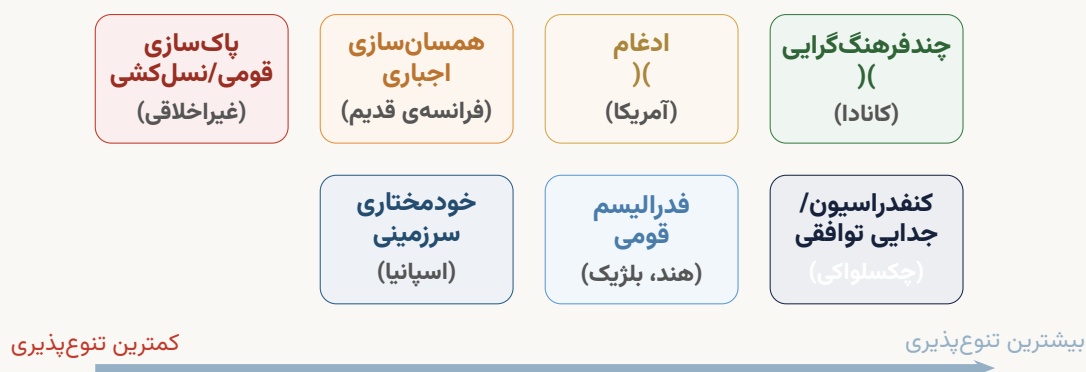 چندفرهنگ‌گرایی
)(
(کانادا)
ادغام
)(
(آمریکا)
همسان‌سازی
اجباری
(فرانسه‌ی قدیم)
پاک‌سازی
قومی/نسل‌کشی
(غیراخلاقی)
کنفدراسیون/
جدایی توافقی
(چکسلواکی)
فدرالیسم
قومی
(هند، بلژیک)
خودمختاری
سرزمینی
(اسپانیا)
بیشترین تنوع‌پذیری
کمترین تنوع‌پذیری